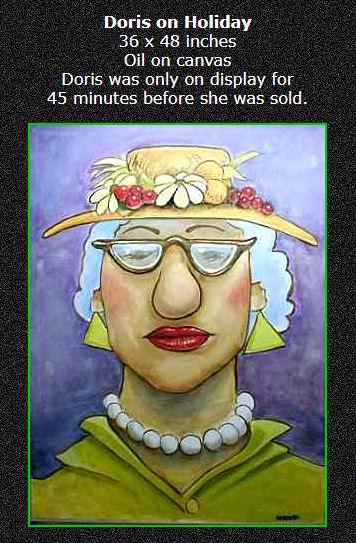 Doris on Holiday
36 x 48 inches
Oil on canvas
Doris was only on display for
45 minutes before she was sold.